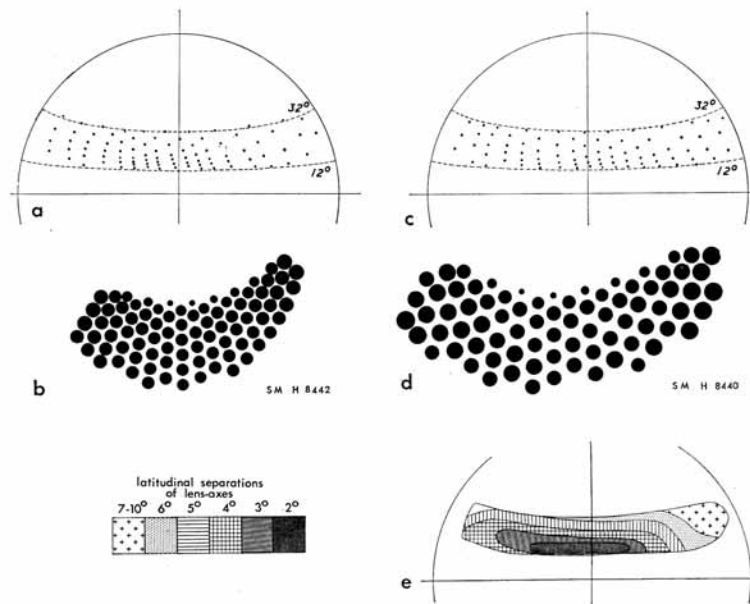 32°
12°
a
32°
12°
c
b
SM H 8442
d
SM H 8440
latitudinal separations
of lens-axes
7-10° 6° 5° 4° 3° 2°
e